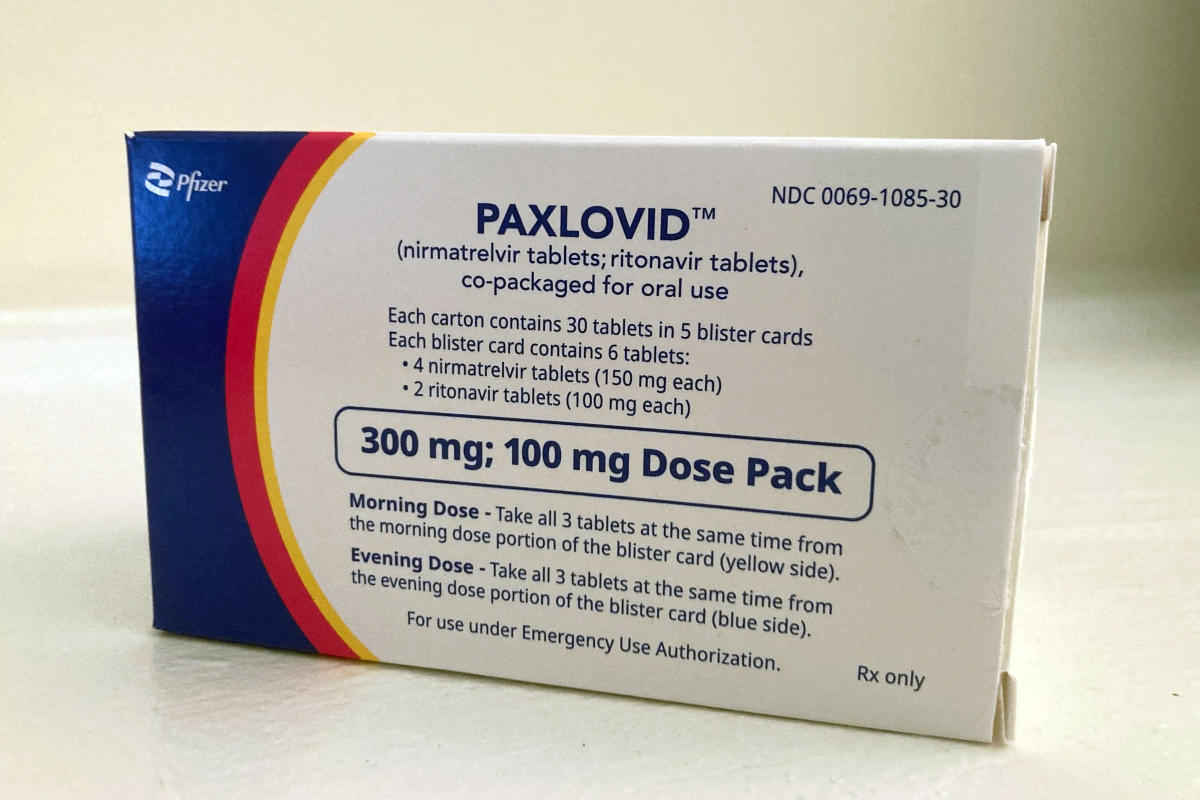 Pfizer
NDC 0069-1085-30
PAXLOVID™
(nirmatrelvir tablets; ritonavir tablets),
co-packaged for oral use
Each carton contains 30 tablets in 5 blister cards
Each blister card contains 6 tablets:
• 4 nirmatrelvir tablets (150 mg each)
• 2 ritonavir tablets (100 mg each)
300 mg; 100 mg Dose Pack
Morning Dose - Take all 3 tablets at the same time from
the morning dose portion of the blister card (yellow side).
Evening Dose - Take all 3 tablets at the same time from
the evening dose portion of the blister card (blue side).
For use under Emergency Use Authorization.
Rx only